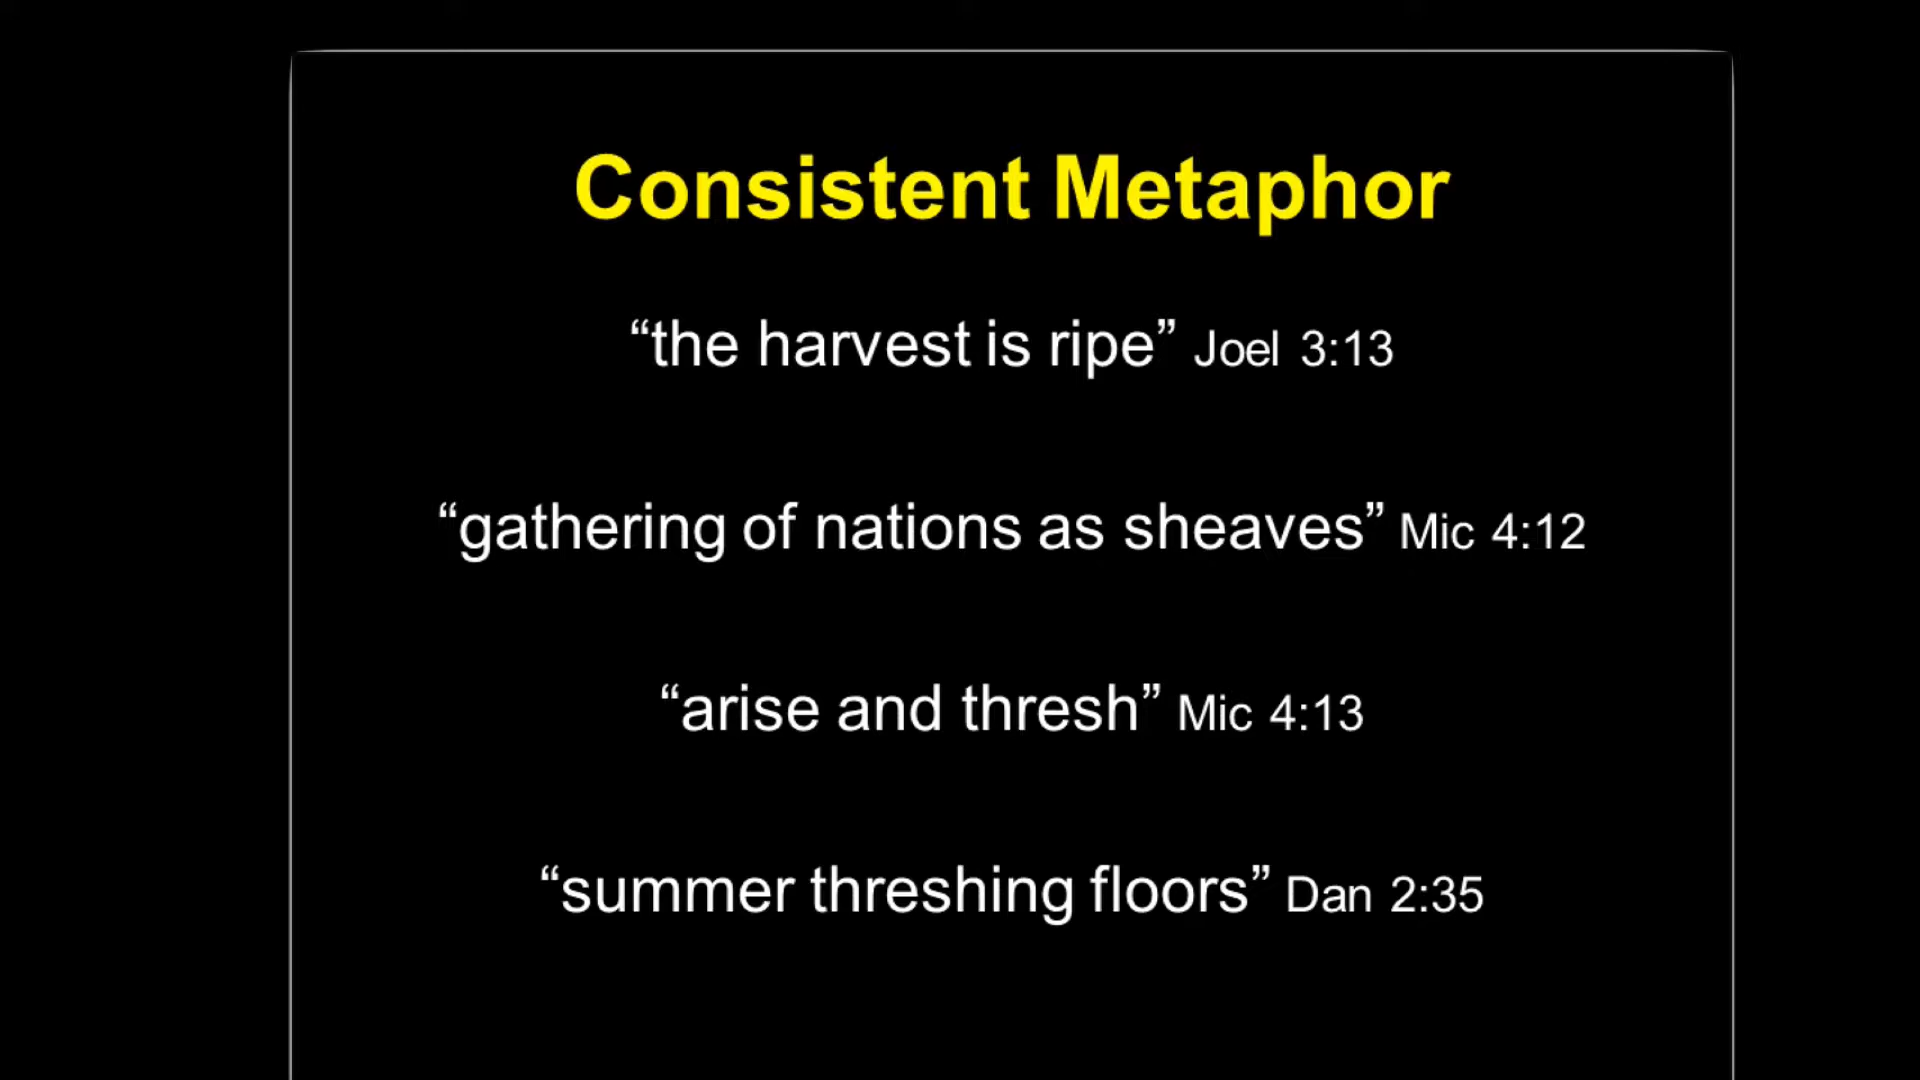 Consistent Metaphor
“the harvest is ripe” Joel 3:13
“gathering of nations as sheaves” Mic 4:12
“arise and thresh” Mic 4:13
“summer threshing floors” Dan 2:35